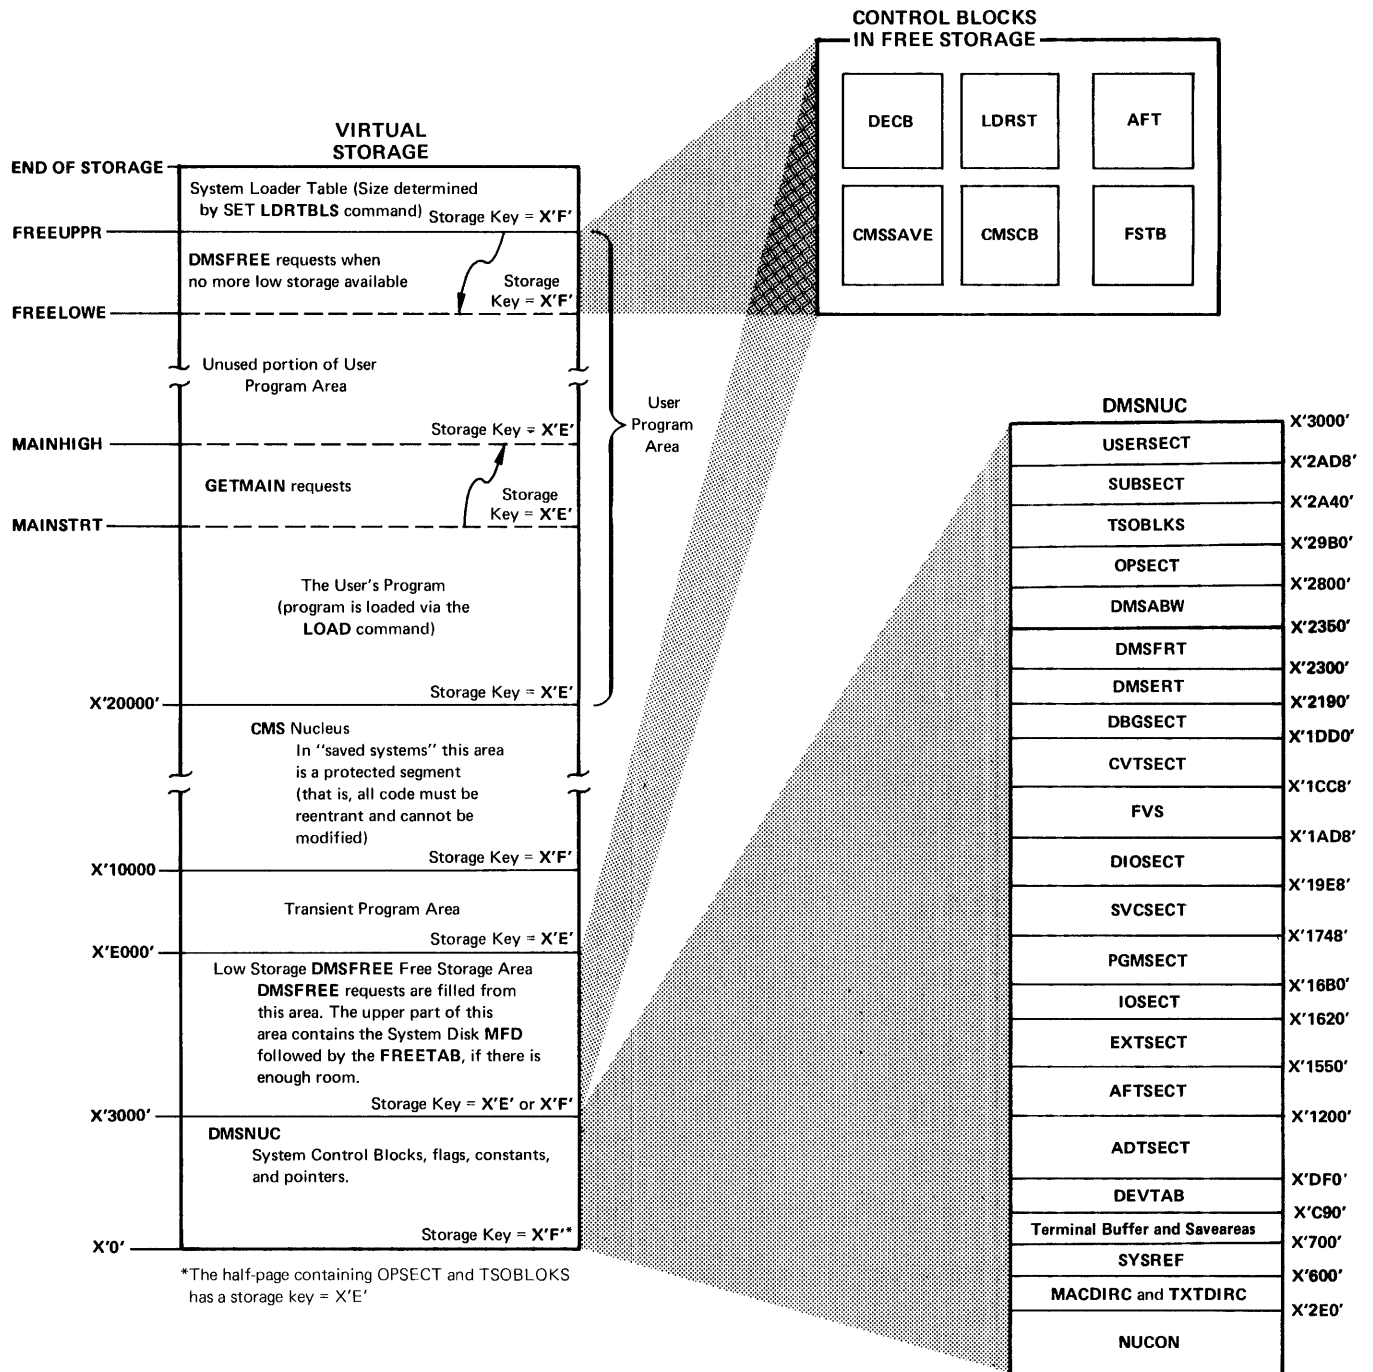 CONTROL BLOCKS
IN FREE STORAGE
DECB
LDRST
AFT
CMSSAVE
CMSCB
FSTB
VIRTUAL
STORAGE
END OF STORAGE
System Loader Table (Size determined
by SET LDRTBLS command)
Storage Key = X'F'
FREEUPPR
DMSFREE requests when
no more low storage available
Storage
Key = X'F'
FREELOWE
Unused portion of User
Program Area
Storage Key = X'E'
MAINHIGH
GETMAIN requests
Storage
Key = X'E'
MAINSTRT
User
Program
Area
The User's Program
(program is loaded via the
LOAD command)
Storage Key = X'E'
X'20000'
CMS Nucleus
In "saved systems" this area
is a protected segment
(that is, all code must be
reentrant and cannot be
modified)
Storage Key = X'F'
X'10000
Transient Program Area
Storage Key = X'E'
X'E000'
Low Storage DMSFREE Free Storage Area
DMSFREE requests are filled from
this area. The upper part of this
area contains the System Disk MFD
followed by the FREETAB, if there is
enough room.
Storage Key = X'E' or X'F'
X'3000'
DMSNUC
System Control Blocks, flags, constants,
and pointers.
Storage Key = X'F'*
X'0'
*The half-page containing OPSECT and TSOBLOKS
has a storage key = X'E'
DMSNUC
X'3000'
USERSECT
X'2AD8'
SUBSECT
X'2A40'
TSOBLKS
X'29B0'
OPSECT
X'2800'
DMSABW
X'2350'
DMSFRT
X'2300'
DMSERT
X'2190'
DBGSECT
X'1DD0'
CVTSECT
X'1CC8'
FVS
X'1AD8'
DIOSECT
X'19E8'
SVCSECT
X'1748'
PGMSECT
X'16B0'
IOSECT
X'1620'
EXTSECT
X'1550'
AFTSECT
X'1200'
ADTSECT
X'DF0'
DEVTAB
X'C90'
Terminal Buffer and Saveareas
X'700'
SYSREF
X'600'
MACDIRC and TXTDIRC
X'2E0'
NUCON